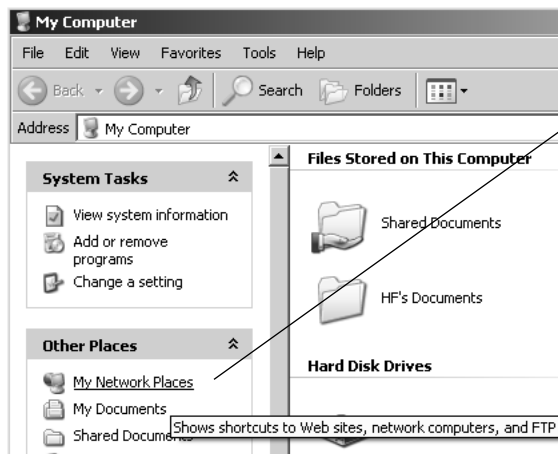 My Computer
File Edit View Favorites Tools Help
Back Search Folders
Address My Computer
System Tasks
View system information
Add or remove
programs
Change a setting
Other Places
My Network Places
My Documents
Shared Docume
Files Stored on This Computer
Shared Documents
HF's Documents
Hard Disk Drives
Shows shortcuts to Web sites, network computers, and FTP